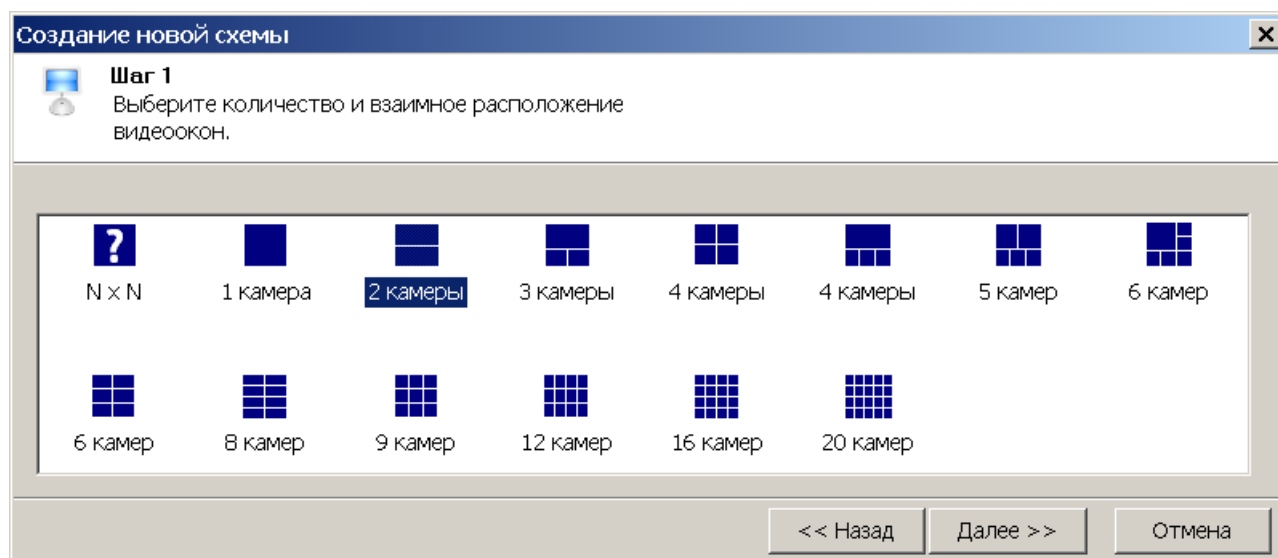 Создание новой схемы
Шаг 1
Выберите количество и взаимное расположение
видеоокон.
?
N x N
1 камера
2 камеры
3 камеры
4 камеры
4 камеры
5 камер
6 камер
6 камер
8 камер
9 камер
12 камер
16 камер
20 камер
<< Назад
Далее >>
Отмена